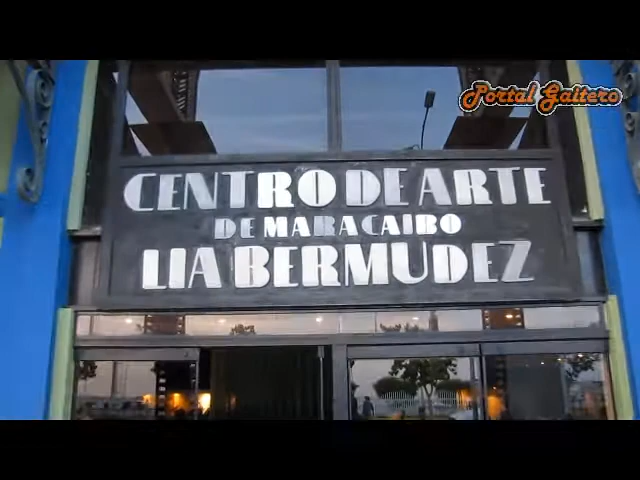 Portal Gaitero
CENTRO DE ARTE
DE MARACAIBO
LIA BERMUDEZ